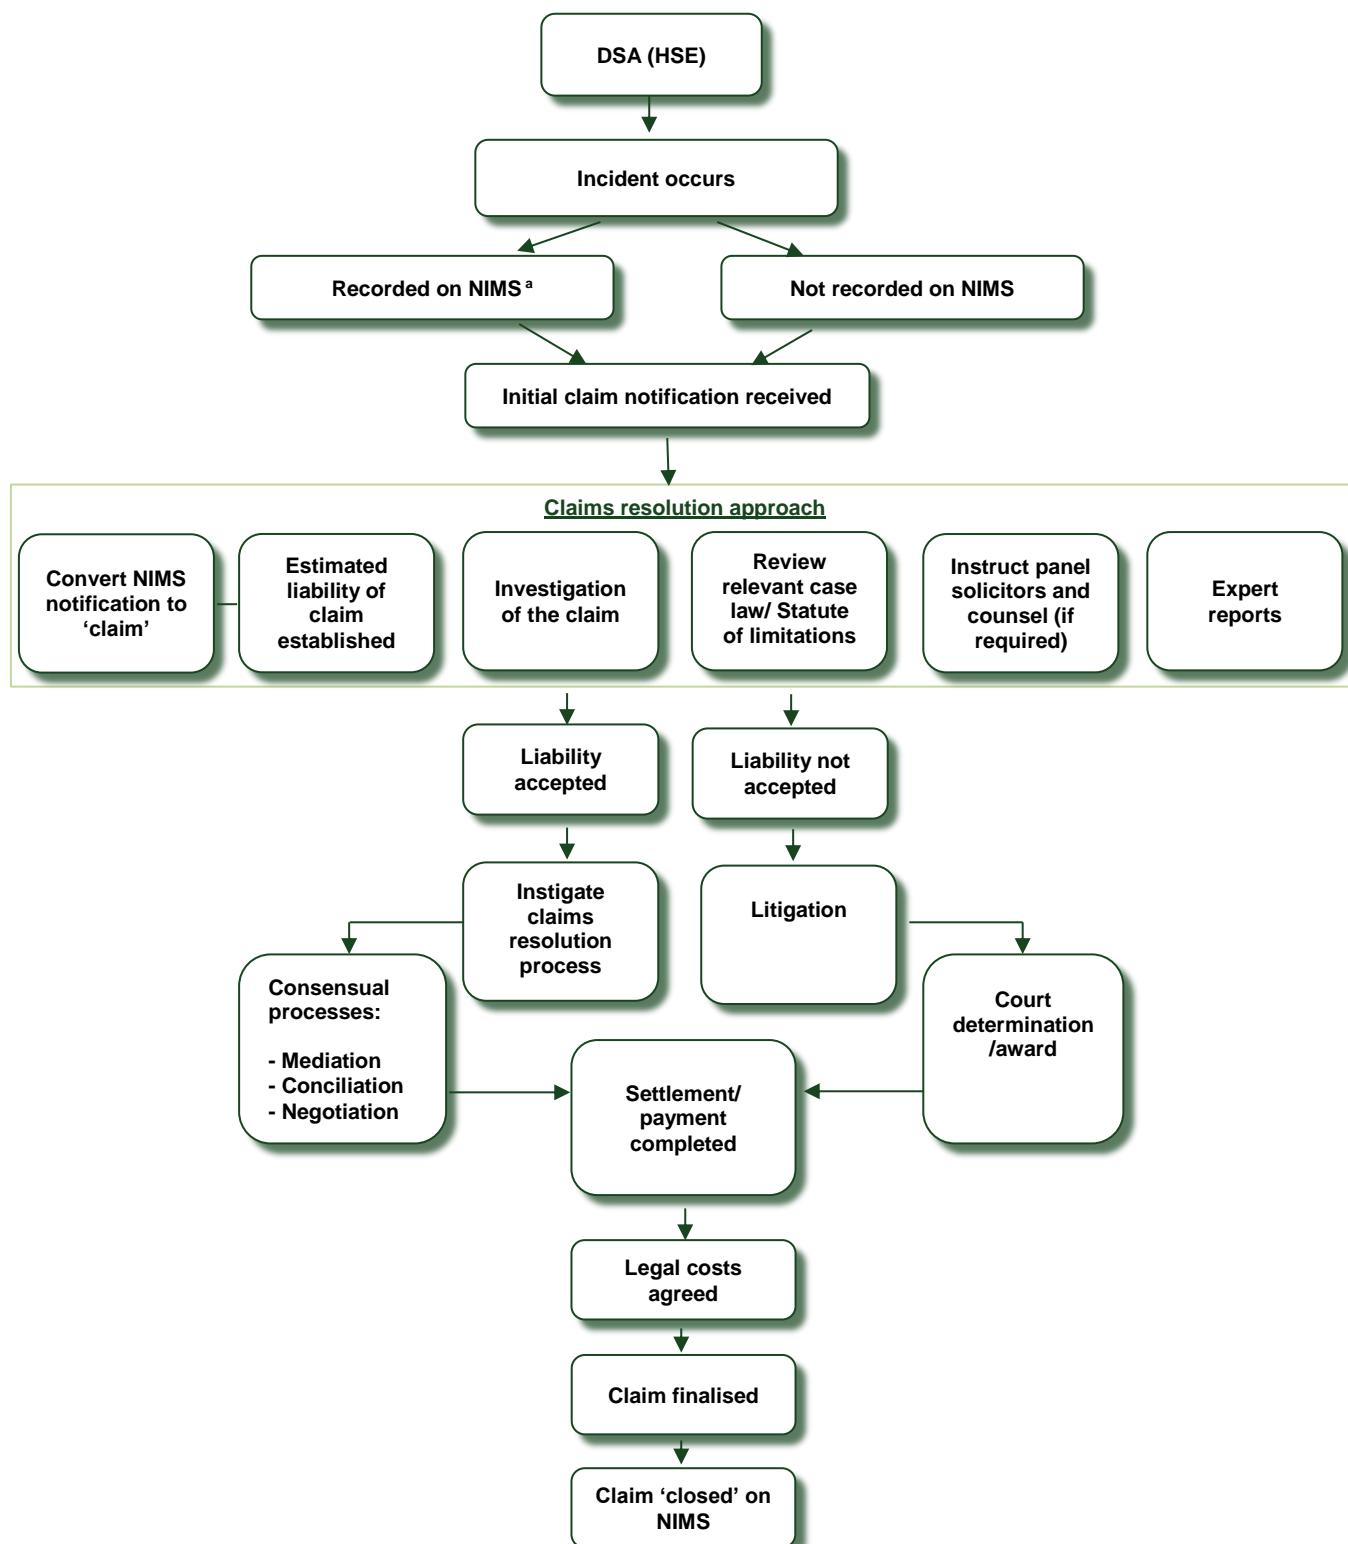 DSA (HSE)
Incident occurs
Recorded on NIMS a
Not recorded on NIMS
Initial claim notification received
Claims resolution approach
Convert NIMS
notification to
‘claim’
Estimated
liability of
claim
established
Investigation
of the claim
Review
relevant case
law/ Statute
of limitations
Instruct panel
solicitors and
counsel (if
required)
Expert
reports
Liability
accepted
Liability not
accepted
Instigate
claims
resolution
process
Litigation
Consensual
processes:
- Mediation
- Conciliation
- Negotiation
Court
determination
/award
Settlement/
payment
completed
Legal costs
agreed
Claim finalised
Claim ‘closed’ on
NIMS